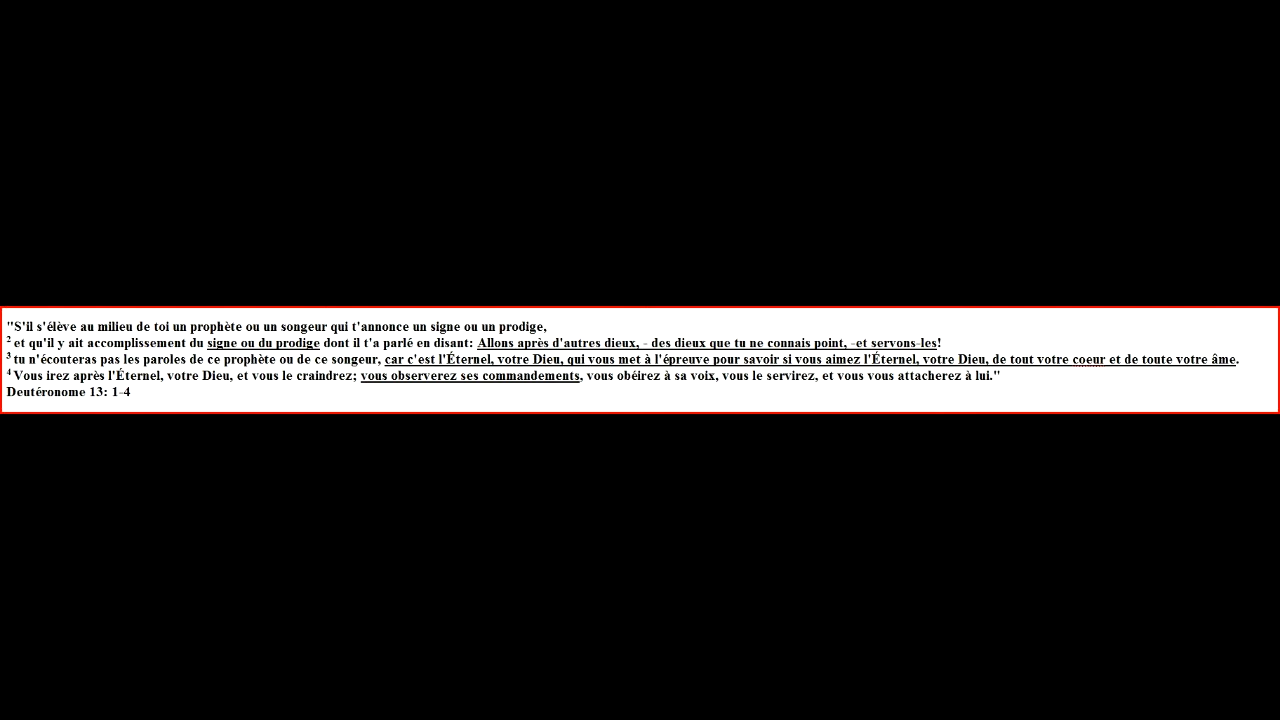 "S'il s'élève au milieu de toi un prophète ou un songeur qui t'annonce un signe ou un prodige,
2 et qu'il y ait accomplissement du signe ou du prodige dont il t'a parlé en disant: Allons après d'autres dieux, - des dieux que tu ne connais point, -et servons-les!
3 tu n'écouteras pas les paroles de ce prophète ou de ce songeur, car c'est l'Éternel, votre Dieu, qui vous met à l'épreuve pour savoir si vous aimez l'Éternel, votre Dieu, de tout votre coeur et de toute votre âme.
4 Vous irez après l'Éternel, votre Dieu, et vous le craindrez; vous observerez ses commandements, vous obéirez à sa voix, vous le servirez, et vous vous attacherez à lui."
Deutéronome 13: 1-4